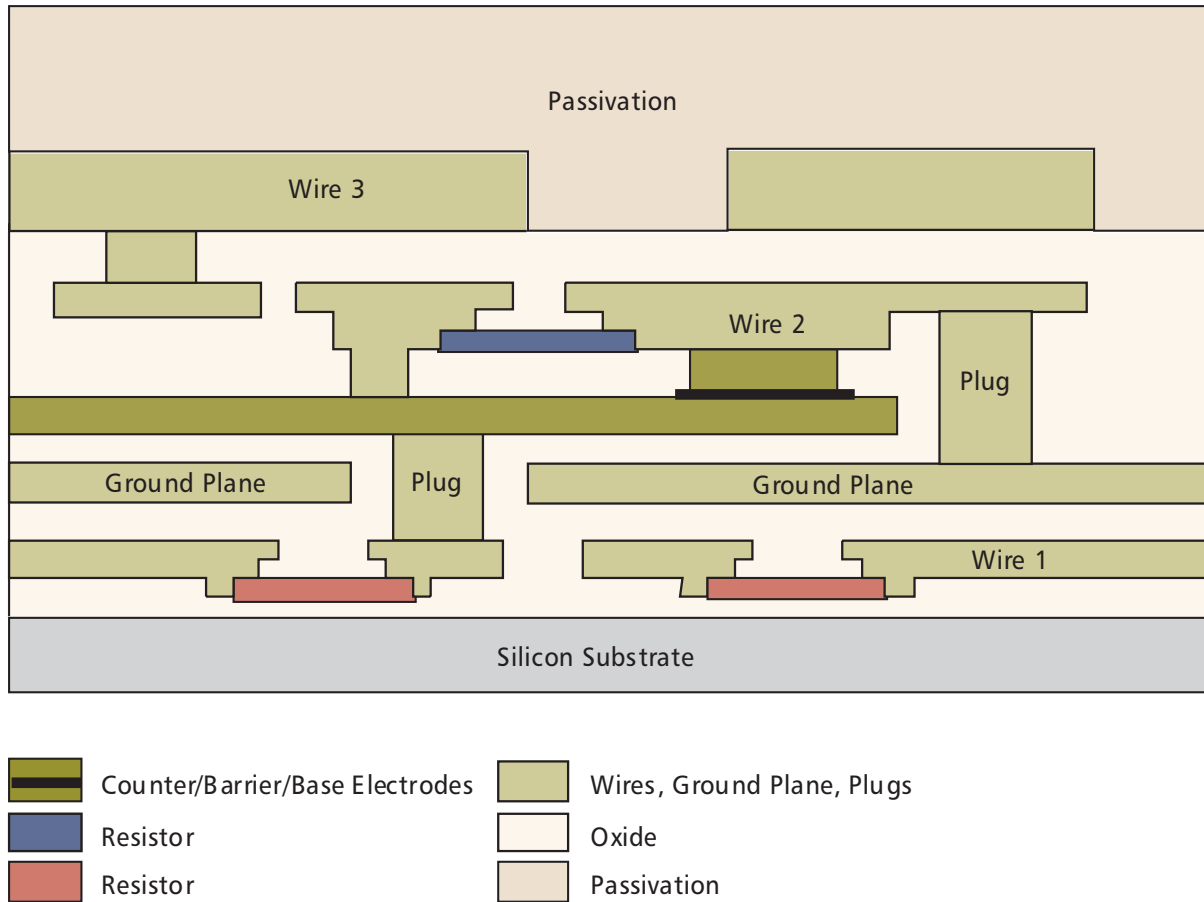 Passivation
Wire 3
Wire 2
Plug
Ground Plane
Plug
Ground Plane
Wire 1
Silicon Substrate
Counter/Barrier/Base Electrodes
Wires, Ground Plane, Plugs
Resistor
Oxide
Resistor
Passivation